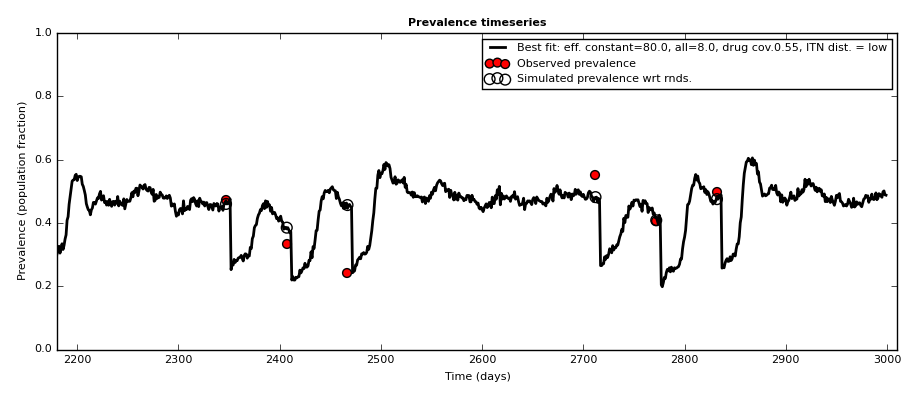 Prevalence timeseries
Best fit: eff. constant=80.0, all=8.0, drug cov.0.55, ITN dist. = low
Observed prevalence
Simulated prevalence wrt rnds.
Prevalence (population fraction)
1.0
0.8
0.6
0.4
0.2
0.0
2200 2300 2400 2500 2600 2700 2800 2900 3000
Time (days)